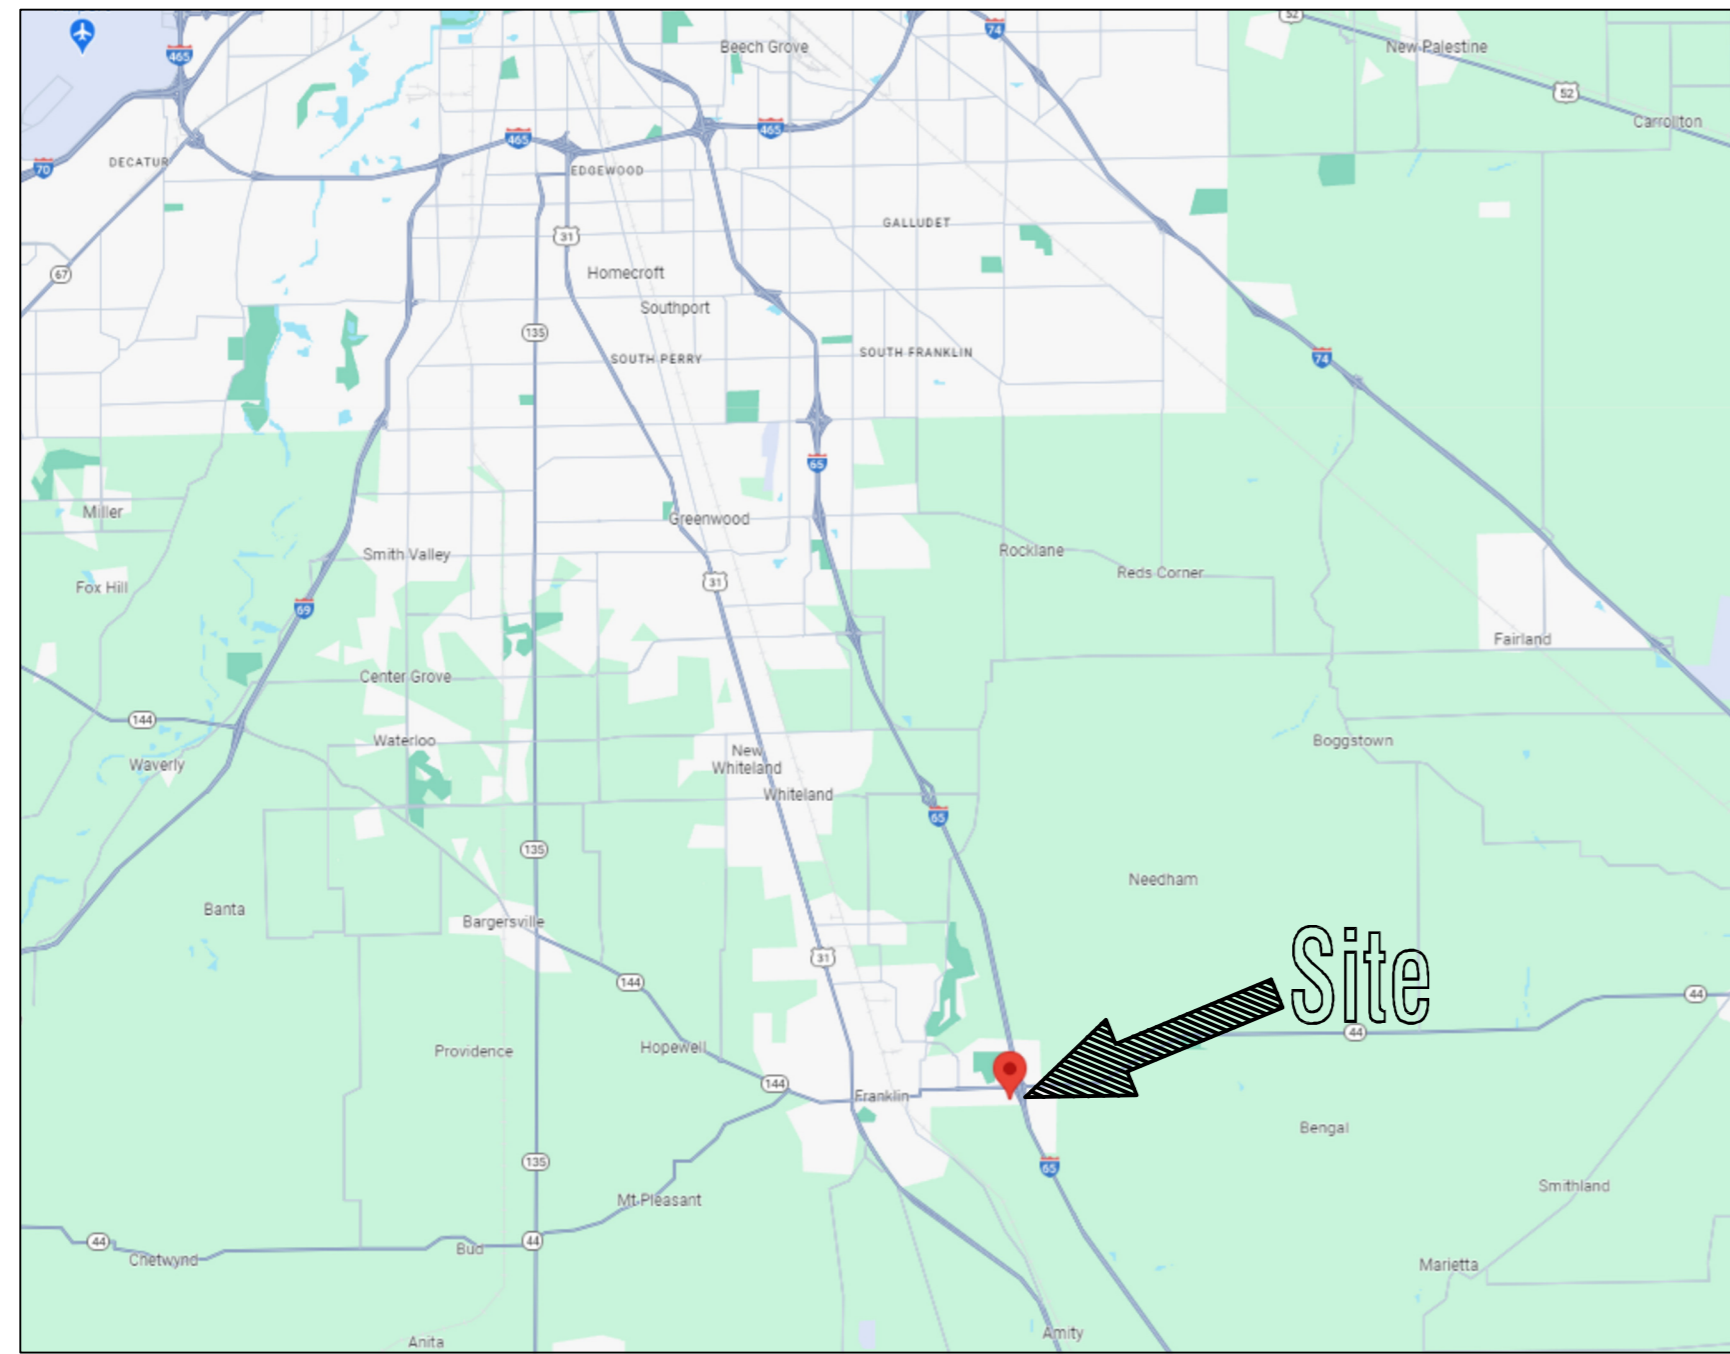 52
74
465
Beech Grove
New Palestine
52
Carrollton
465
465
70
DECATUR
EDGEWOOD
GALLUDET
31
67
Homecroft
Southport
135
SOUTH PERRY
SOUTH FRANKLIN
74
65
Miller
Greenwood
Smith Valley
Rocklane
Reds Corner
Fox Hill
31
69
Fairland
Center Grove
144
Waterloo
New
Whiteland
Boggstown
Waverly
Whiteland
65
135
Needham
Banta
Bargersville
31
Site
144
44
44
Providence
Hopewell
144
Franklin
Bengal
135
65
Smithland
Mt Pleasant
44
44
Bud
Chetwynd
Marietta
Amity
Anita